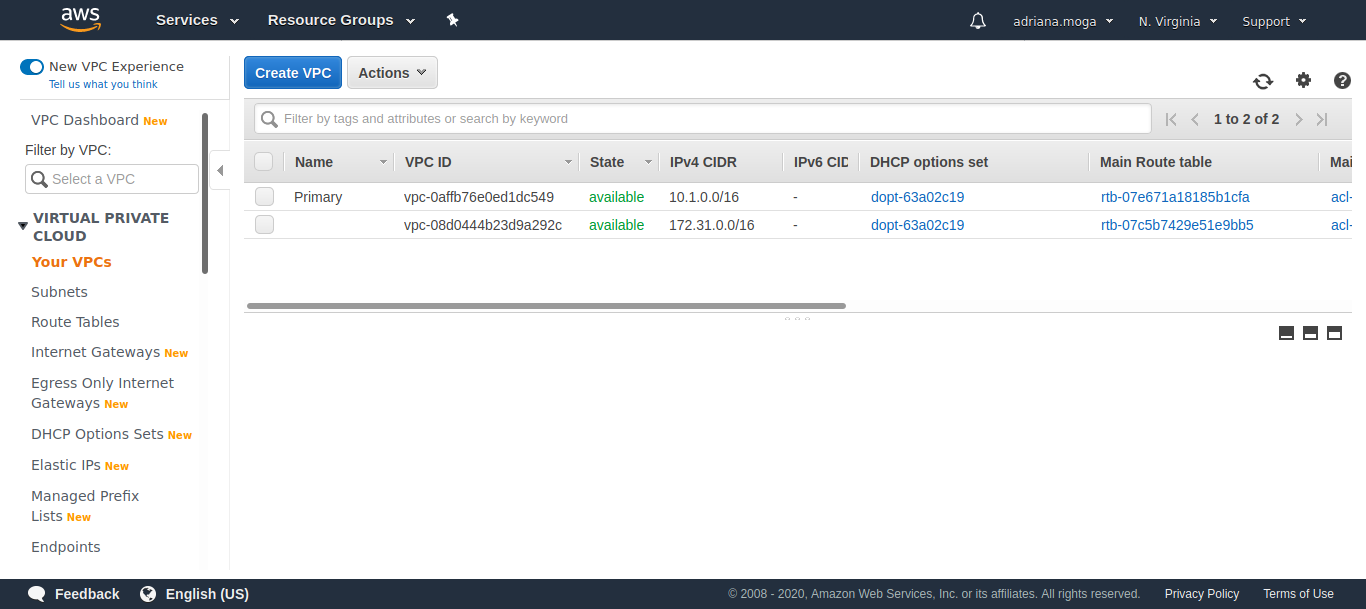 aws Services Resource Groups adriana.moga N. Virginia Support
New VPC Experience
Tell us what you think
VPC Dashboard New
Filter by VPC:
Select a VPC
VIRTUAL PRIVATE
CLOUD
Your VPCs
Subnets
Route Tables
Internet Gateways New
Egress Only Internet
Gateways New
DHCP Options Sets New
Elastic IPs New
Managed Prefix
Lists New
Endpoints
Create VPC Actions
Filter by tags and attributes or search by keyword 1 to 2 of 2
Name VPC ID State IPv4 CIDR IPv6 CID DHCP options set Main Route table Mai
Primary vpc-0affb76e0ed1dc549 available 10.1.0.0/16 - dopt-63a02c19 rtb-07e671a18185b1cfa acl-
vpc-08d0444b23d9a292c available 172.31.0.0/16 - dopt-63a02c19 rtb-07c5b7429e51e9bb5 acl-
Feedback English (US) © 2008 - 2020, Amazon Web Services, Inc. or its affiliates. All rights reserved. Privacy Policy Terms of Use